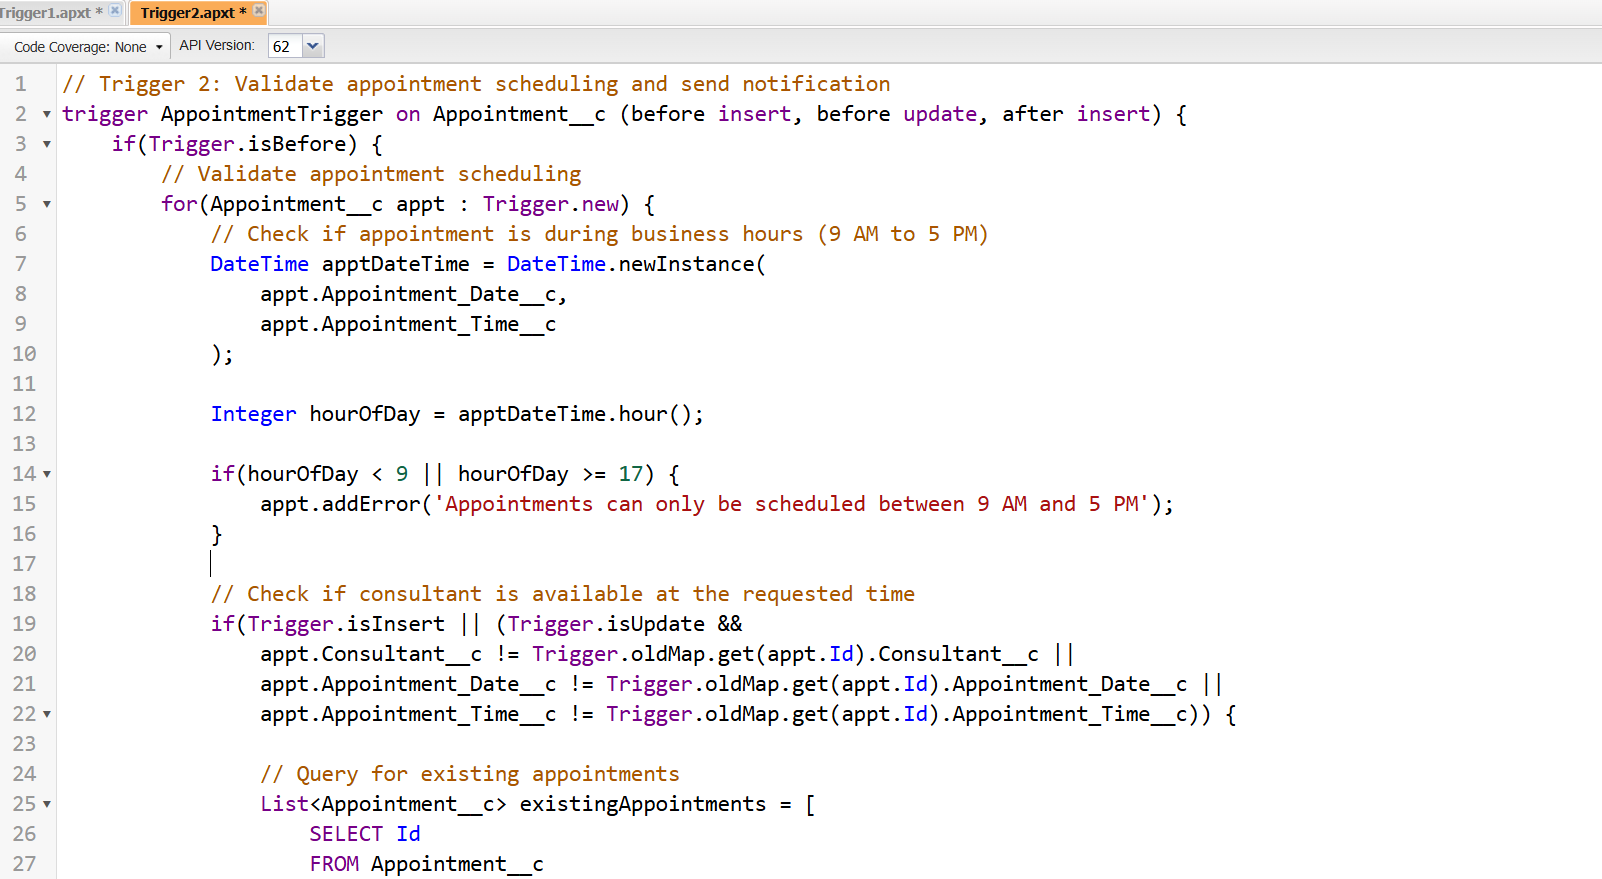 Trigger1.apxt * Trigger2.apxt *
Code Coverage: None API Version: 62
1 // Trigger 2: Validate appointment scheduling and send notification
2 trigger AppointmentTrigger on Appointment__c (before insert, before update, after insert) {
3 if(Trigger.isBefore) {
4 // Validate appointment scheduling
5 for(Appointment__c appt : Trigger.new) {
6 // Check if appointment is during business hours (9 AM to 5 PM)
7 DateTime apptDateTime = DateTime.newInstance(
8 appt.Appointment_Date__c,
9 appt.Appointment_Time__c
10 );
11
12 Integer hourOfDay = apptDateTime.hour();
13
14 if(hourOfDay < 9 || hourOfDay >= 17) {
15 appt.addError('Appointments can only be scheduled between 9 AM and 5 PM');
16 }
17
18 // Check if consultant is available at the requested time
19 if(Trigger.isInsert || (Trigger.isUpdate &&
20 appt.Consultant__c != Trigger.oldMap.get(appt.Id).Consultant__c ||
21 appt.Appointment_Date__c != Trigger.oldMap.get(appt.Id).Appointment_Date__c ||
22 appt.Appointment_Time__c != Trigger.oldMap.get(appt.Id).Appointment_Time__c)) {
23
24 // Query for existing appointments
25 List<Appointment__c> existingAppointments = [
26 SELECT Id
27 FROM Appointment__c